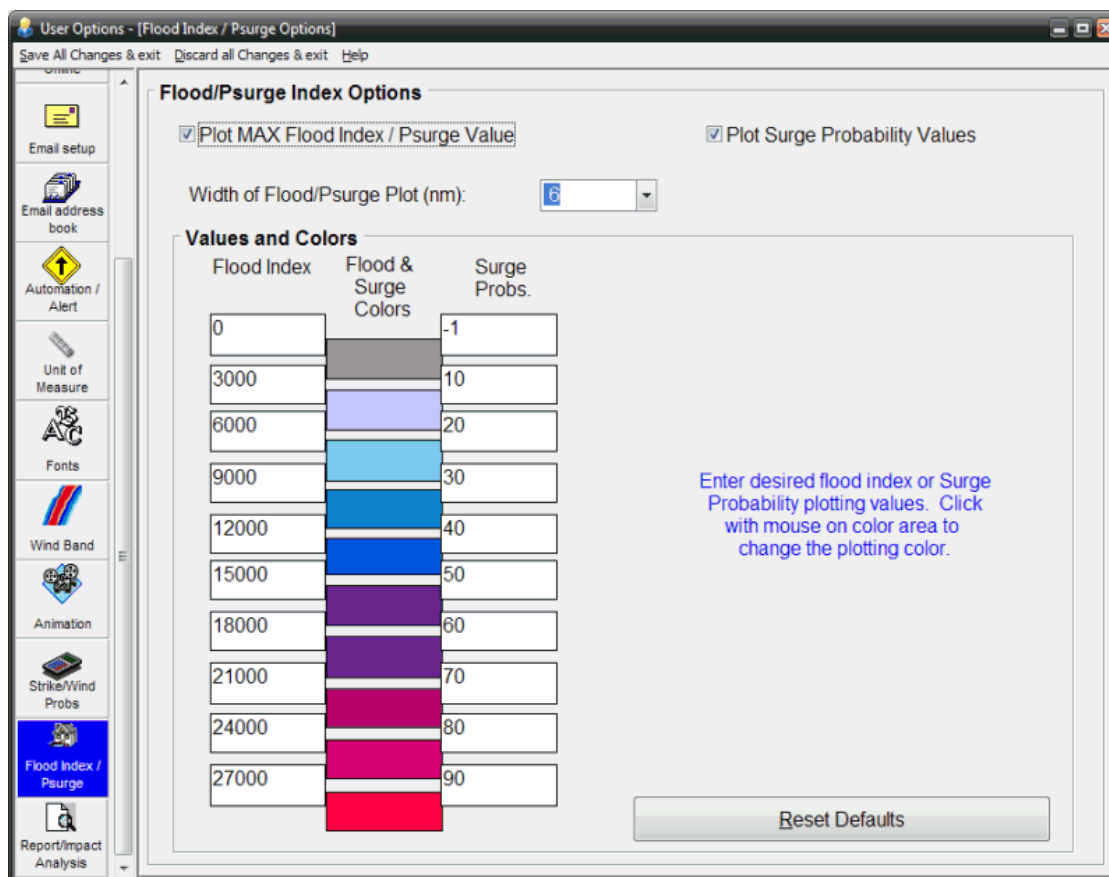 User Options - [Flood Index / Psurge Options]
Save All Changes & exit Discard all Changes & exit Help
Offline
Email setup
Email address
book
Automation /
Alert
Unit of
Measure
Fonts
Wind Band
Animation
Strike/Wind
Probs
Flood Index /
Psurge
Report/Impact
Analysis
Flood/Psurge Index Options
Plot MAX Flood Index / Psurge Value
Plot Surge Probability Values
Width of Flood/Psurge Plot (nm):
6
Values and Colors
Flood Index
Flood &
Surge
Colors
Surge
Probs.
0 -1
3000 10
6000 20
9000 30
12000 40
15000 50
18000 60
21000 70
24000 80
27000 90
Enter desired flood index or Surge
Probability plotting values. Click
with mouse on color area to
change the plotting color.
Reset Defaults